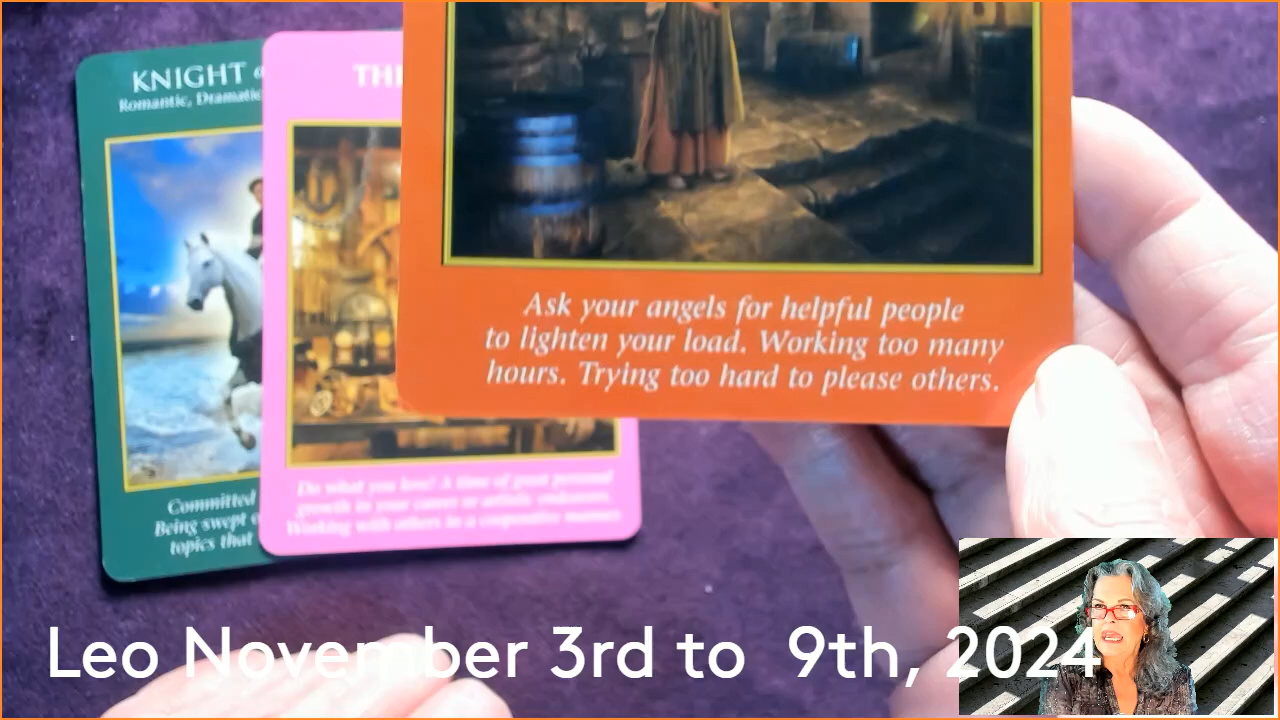 KNIGHT
Romantic, Dramatic
Ask your angels for helpful people
to lighten your load. Working too many
hours. Trying too hard to please others.
Committed
Being swept
topics that
Do what you love! A time of great personal
growth in your career or artistic endeavors.
Working with others in a cooperative manner.
Leo November 3rd to 9th, 2024